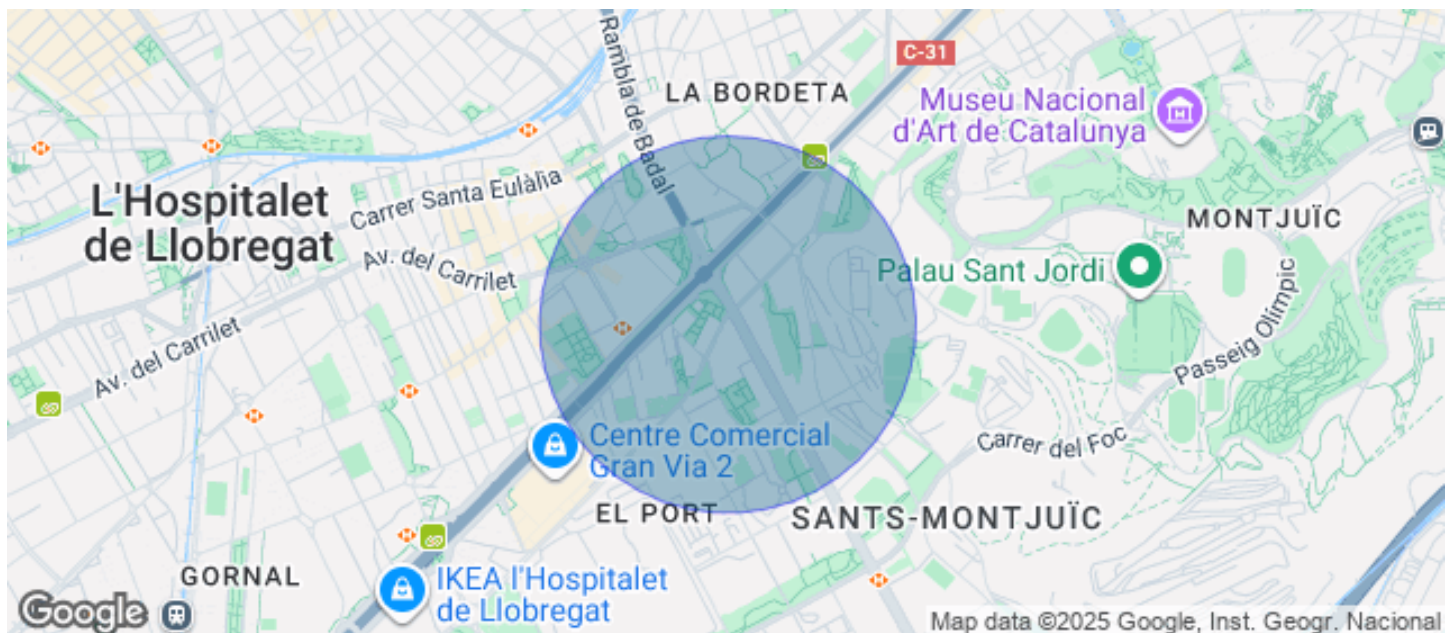 C-31
LA BORDETA
Rambla de Badal
Museu Nacional
d'Art de Catalunya
L'Hospitalet
de Llobregat
Carrer Santa Eulàlia
Av. del Carrilet
MONTJUÏC
Palau Sant Jordi
Av. del Carrilet
Passeig Olímpic
Centre Comercial
Gran Via 2
Carrer del Foc
EL PORT
SANTS-MONTJUÏC
GORNAL
IKEA l'Hospitalet
de Llobregat
Google
Map data ©2025 Google, Inst. Geogr. Nacional